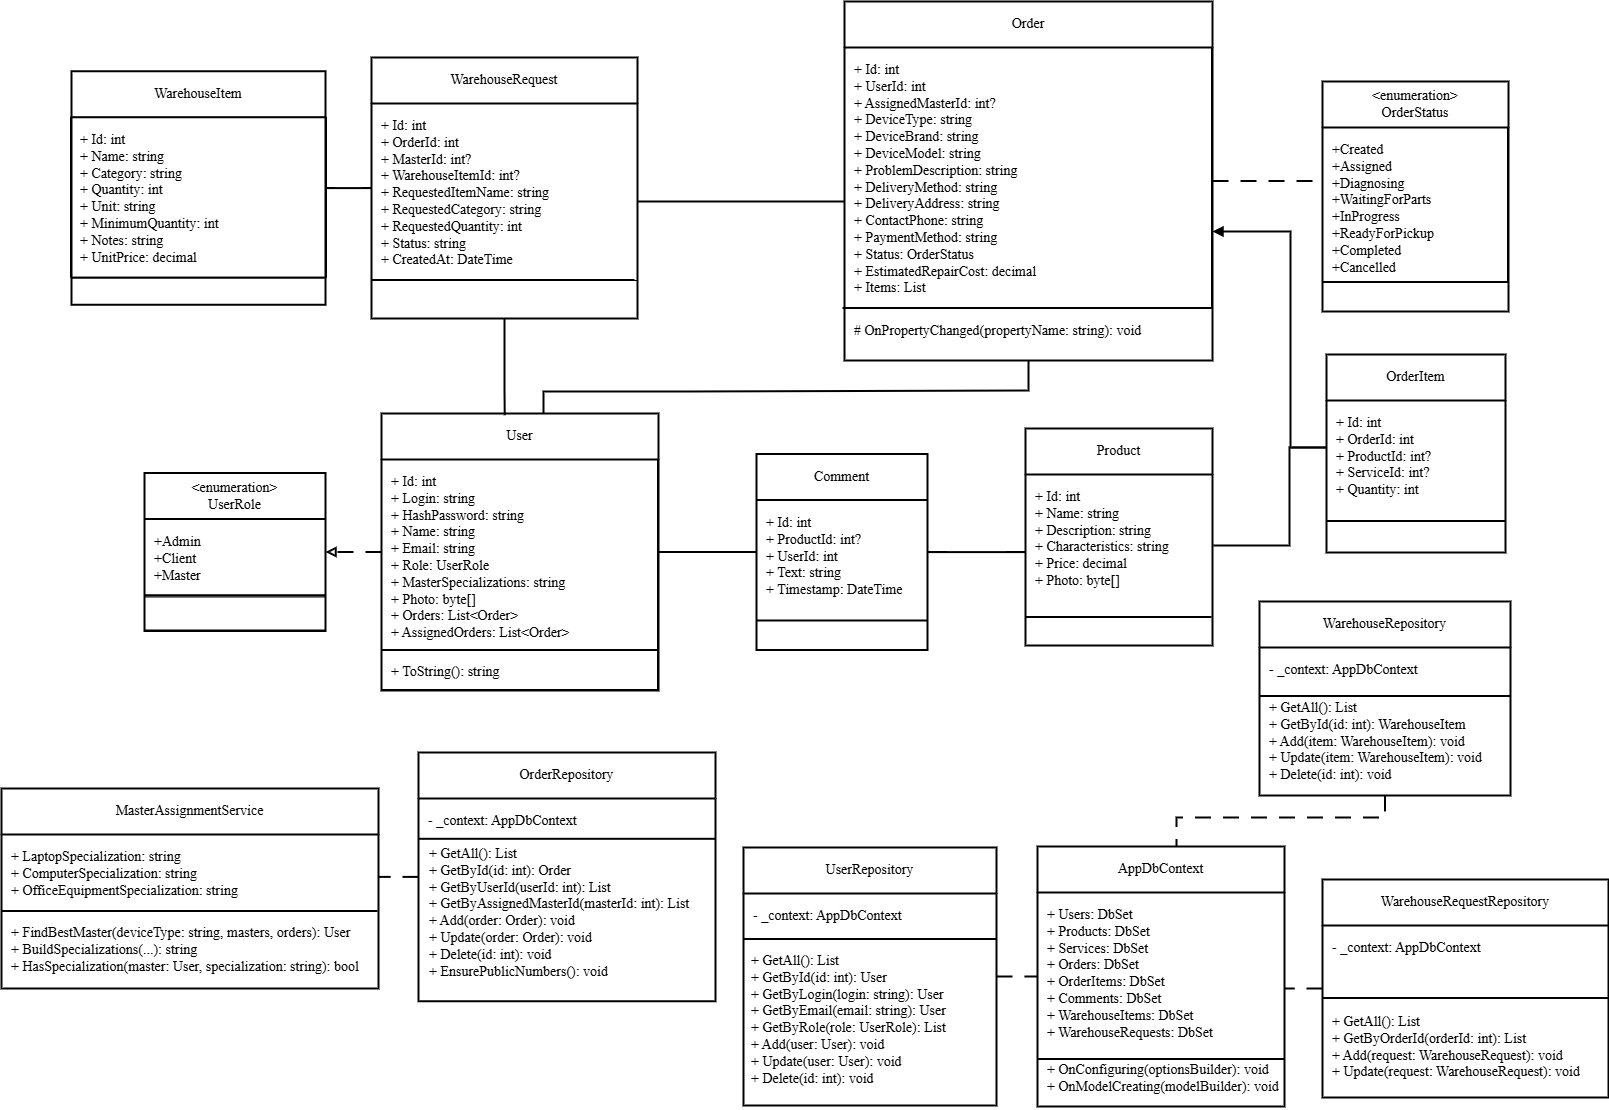 Order
+ Id: int
+ UserId: int
+ AssignedMasterId: int?
+ DeviceType: string
+ DeviceBrand: string
+ DeviceModel: string
+ ProblemDescription: string
+ DeliveryMethod: string
+ DeliveryAddress: string
+ ContactPhone: string
+ PaymentMethod: string
+ Status: OrderStatus
+ EstimatedRepairCost: decimal
+ Items: List
# OnPropertyChanged(propertyName: string): void
WarehouseItem
+ Id: int
+ Name: string
+ Category: string
+ Quantity: int
+ Unit: string
+ MinimumQuantity: int
+ Notes: string
+ UnitPrice: decimal
WarehouseRequest
+ Id: int
+ OrderId: int
+ MasterId: int?
+ WarehouseItemId: int?
+ RequestedItemName: string
+ RequestedCategory: string
+ RequestedQuantity: int
+ Status: string
+ CreatedAt: DateTime
<enumeration>
OrderStatus
+Created
+Assigned
+Diagnosing
+WaitingForParts
+InProgress
+ReadyForPickup
+Completed
+Cancelled
OrderItem
+ Id: int
+ OrderId: int
+ ProductId: int?
+ ServiceId: int?
+ Quantity: int
<enumeration>
UserRole
+Admin
+Client
+Master
User
+ Id: int
+ Login: string
+ HashPassword: string
+ Name: string
+ Email: string
+ Role: UserRole
+ MasterSpecializations: string
+ Photo: byte[]
+ Orders: List<Order>
+ AssignedOrders: List<Order>
+ ToString(): string
Comment
+ Id: int
+ ProductId: int?
+ UserId: int
+ Text: string
+ Timestamp: DateTime
Product
+ Id: int
+ Name: string
+ Description: string
+ Characteristics: string
+ Price: decimal
+ Photo: byte[]
WarehouseRepository
- _context: AppDbContext
+ GetAll(): List
+ GetById(id: int): WarehouseItem
+ Add(item: WarehouseItem): void
+ Update(item: WarehouseItem): void
+ Delete(id: int): void
MasterAssignmentService
+ LaptopSpecialization: string
+ ComputerSpecialization: string
+ OfficeEquipmentSpecialization: string
+ FindBestMaster(deviceType: string, masters, orders): User
+ BuildSpecializations(...): string
+ HasSpecialization(master: User, specialization: string): bool
OrderRepository
- _context: AppDbContext
+ GetAll(): List
+ GetById(id: int): Order
+ GetByUserId(userId: int): List
+ GetByAssignedMasterId(masterId: int): List
+ Add(order: Order): void
+ Update(order: Order): void
+ Delete(id: int): void
+ EnsurePublicNumbers(): void
UserRepository
- _context: AppDbContext
+ GetAll(): List
+ GetById(id: int): User
+ GetByLogin(login: string): User
+ GetByEmail(email: string): User
+ GetByRole(role: UserRole): List
+ Add(user: User): void
+ Update(user: User): void
+ Delete(id: int): void
AppDbContext
+ Users: DbSet
+ Products: DbSet
+ Services: DbSet
+ Orders: DbSet
+ OrderItems: DbSet
+ Comments: DbSet
+ WarehouseItems: DbSet
+ WarehouseRequests: DbSet
+ OnConfiguring(optionsBuilder): void
+ OnModelCreating(modelBuilder): void
WarehouseRequestRepository
- _context: AppDbContext
+ GetAll(): List
+ GetByOrderId(orderId: int): List
+ Add(request: WarehouseRequest): void
+ Update(request: WarehouseRequest): void